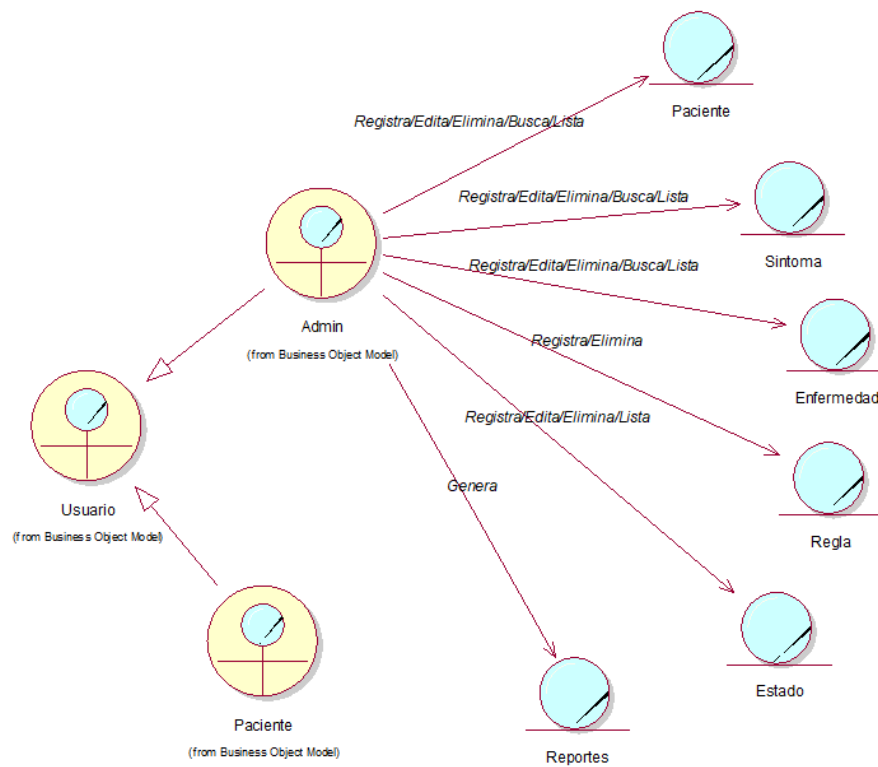 Paciente
Registra/Edita/Elimina/Busca/Lista
Registra/Edita/Elimina/Busca/Lista
Sintoma
Registra/Edita/Elimina/Busca/Lista
Admin
(from Business Object Model)
Registra/Elimina
Enfermedad
Registra/Edita/Elimina/Lista
Genera
Usuario
(from Business Object Model)
Regla
Estado
Paciente
(from Business Object Model)
Reportes